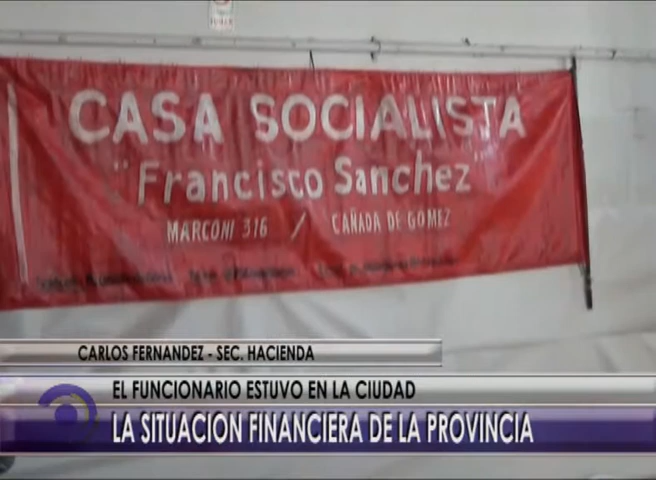 CASA SOCIALISTA
"Francisco Sanchez"
MARCONI 316 / CAÑADA DE GOMEZ
CARLOS FERNANDEZ - SEC. HACIENDA
EL FUNCIONARIO ESTUVO EN LA CIUDAD
LA SITUACION FINANCIERA DE LA PROVINCIA